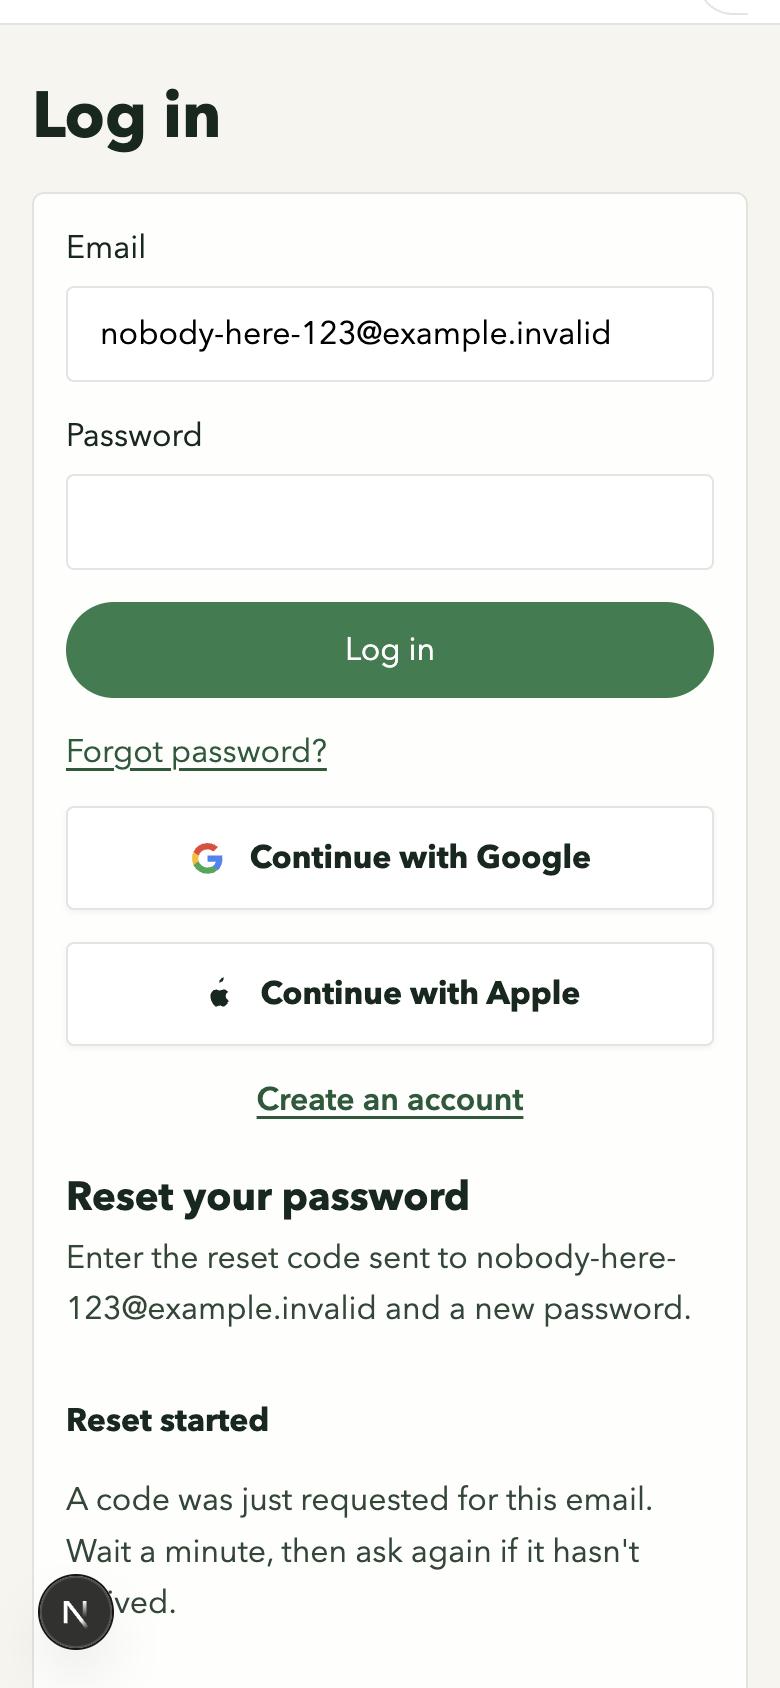 Log in
Email
nobody-here-123@example.invalid
Password
Log in
Forgot password?
Continue with Google
Continue with Apple
Create an account
Reset your password
Enter the reset code sent to nobody-here-
123@example.invalid and a new password.
Reset started
A code was just requested for this email.
Wait a minute, then ask again if it hasn't
N